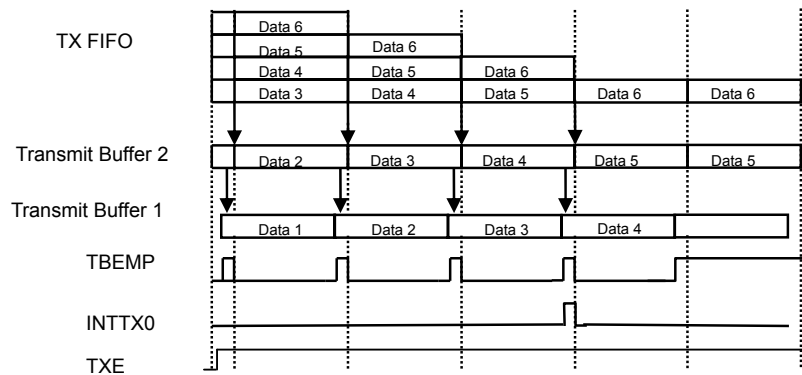 Data 6
TX FIFO
Data 5 Data 6
Data 4 Data 5 Data 6
Data 3 Data 4 Data 5 Data 6 Data 6
Transmit Buffer 2
Data 2 Data 3 Data 4 Data 5 Data 5
Transmit Buffer 1
Data 1 Data 2 Data 3 Data 4
TBEMP
INTTX0
TXE